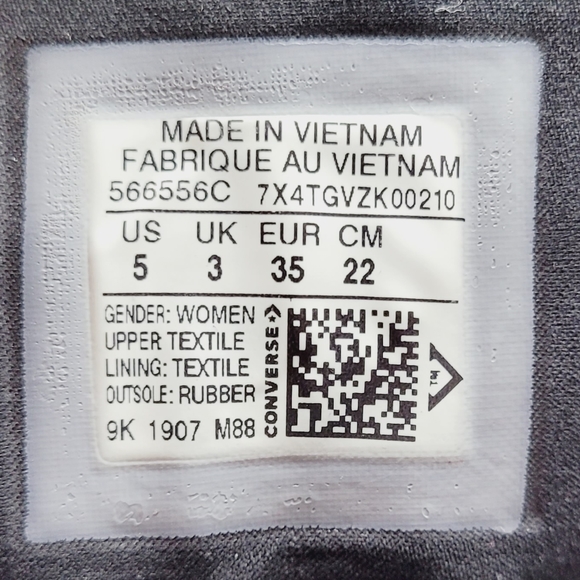 MADE IN VIETNAM
FABRIQUE AU VIETNAM
566556C 7X4TGVZK00210
US UK EUR CM
5 3 35 22
GENDER: WOMEN
UPPER TEXTILE
LINING: TEXTILE
OUTSOLE: RUBBER
9K 1907 M88
CONVERSE
TM